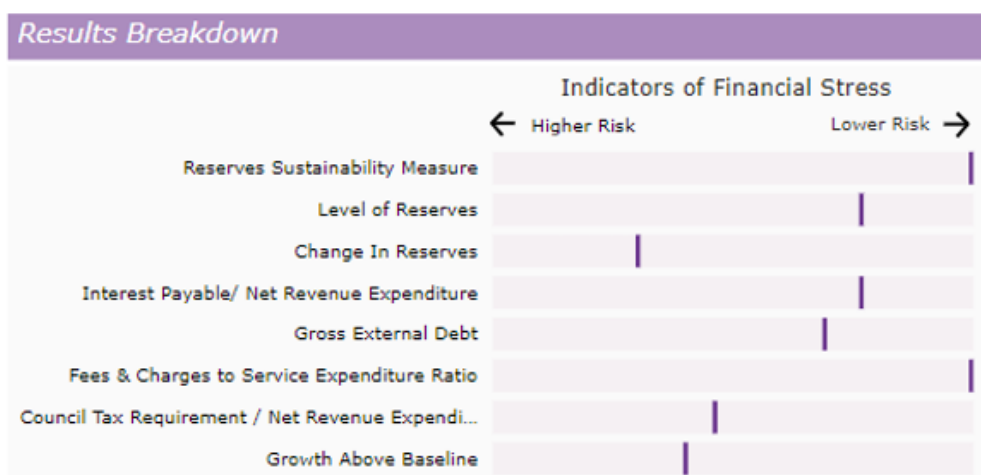 Results Breakdown
Indicators of Financial Stress
← Higher Risk Lower Risk →
Reserves Sustainability Measure
Level of Reserves
Change In Reserves
Interest Payable/ Net Revenue Expenditure
Gross External Debt
Fees & Charges to Service Expenditure Ratio
Council Tax Requirement / Net Revenue Expendi...
Growth Above Baseline